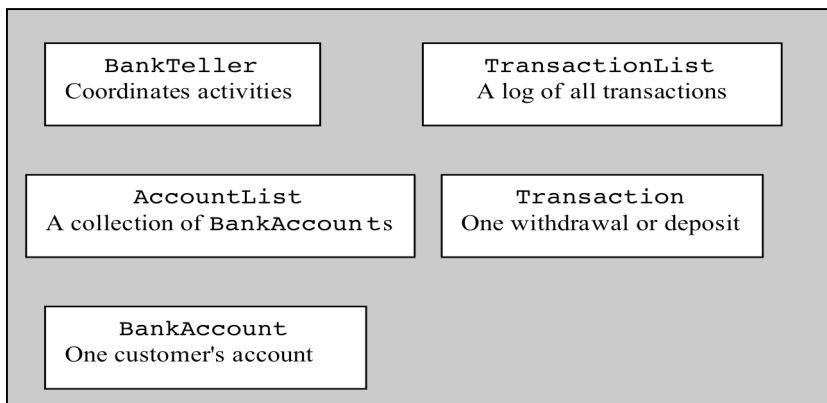 BankTeller
Coordinates activities
TransactionList
A log of all transactions
AccountList
A collection of BankAccounts
Transaction
One withdrawal or deposit
BankAccount
One customer's account